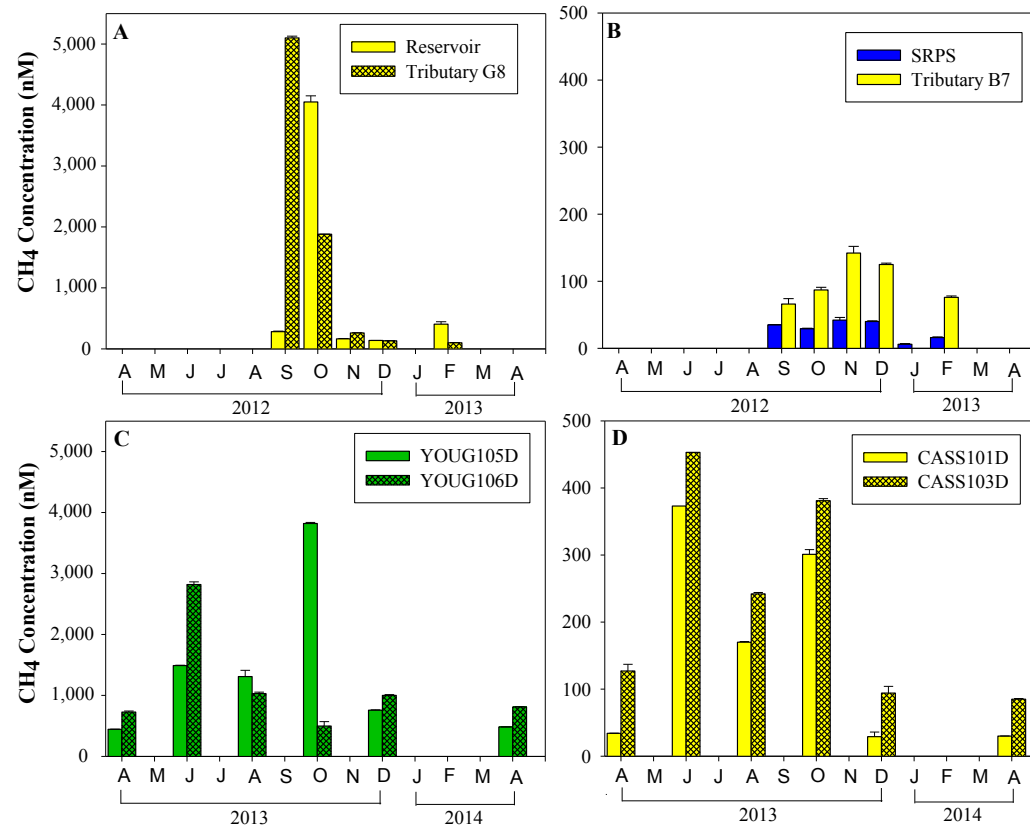 A
Reservoir
Tributary G8
CH4 Concentration (nM)
5,000
4,000
3,000
2,000
1,000
0
A M J J A S O N D J F M A
2012 2013
B
SRPS
Tributary B7
500
400
300
200
100
0
A M J J A S O N D J F M A
2012 2013
C
YOUG105D
YOUG106D
CH4 Concentration (nM)
5,000
4,000
3,000
2,000
1,000
0
A M J J A S O N D J F M A
2013 2014
D
CASS101D
CASS103D
500
400
300
200
100
0
A M J J A S O N D J F M A
2013 2014